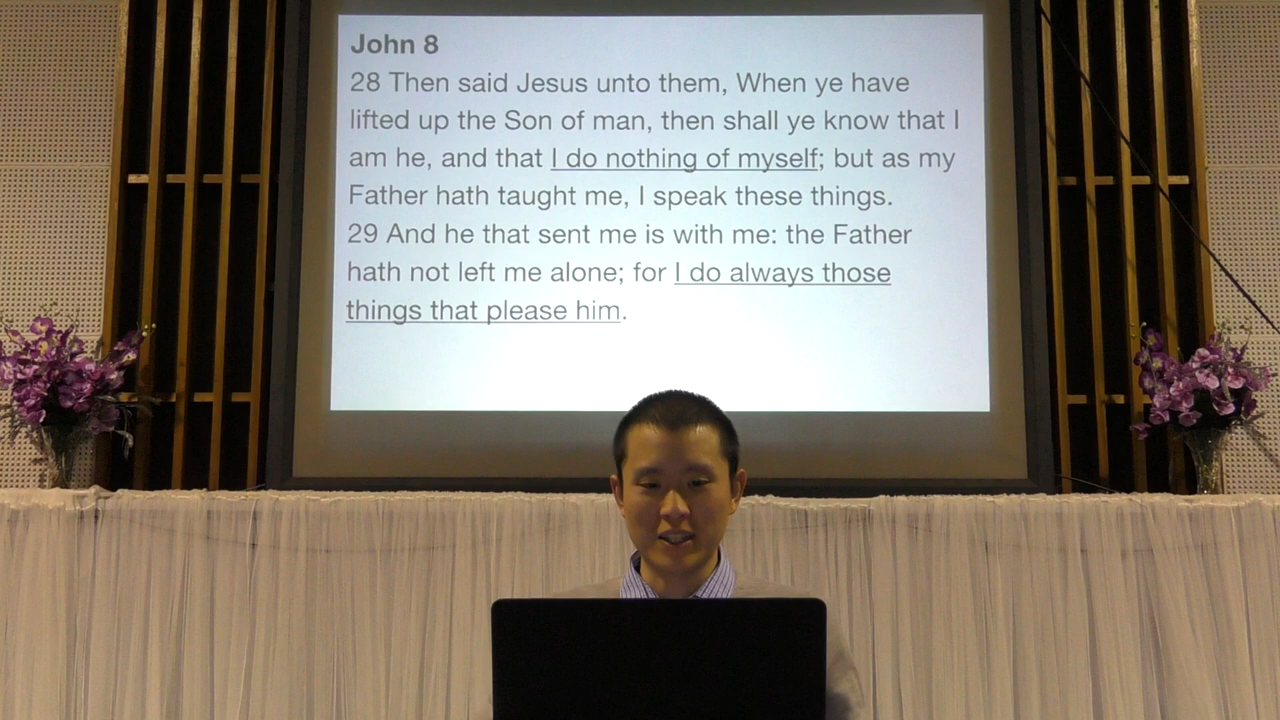 John 8
28 Then said Jesus unto them, When ye have
lifted up the Son of man, then shall ye know that I
am he, and that I do nothing of myself; but as my
Father hath taught me, I speak these things.
29 And he that sent me is with me: the Father
hath not left me alone; for I do always those
things that please him.